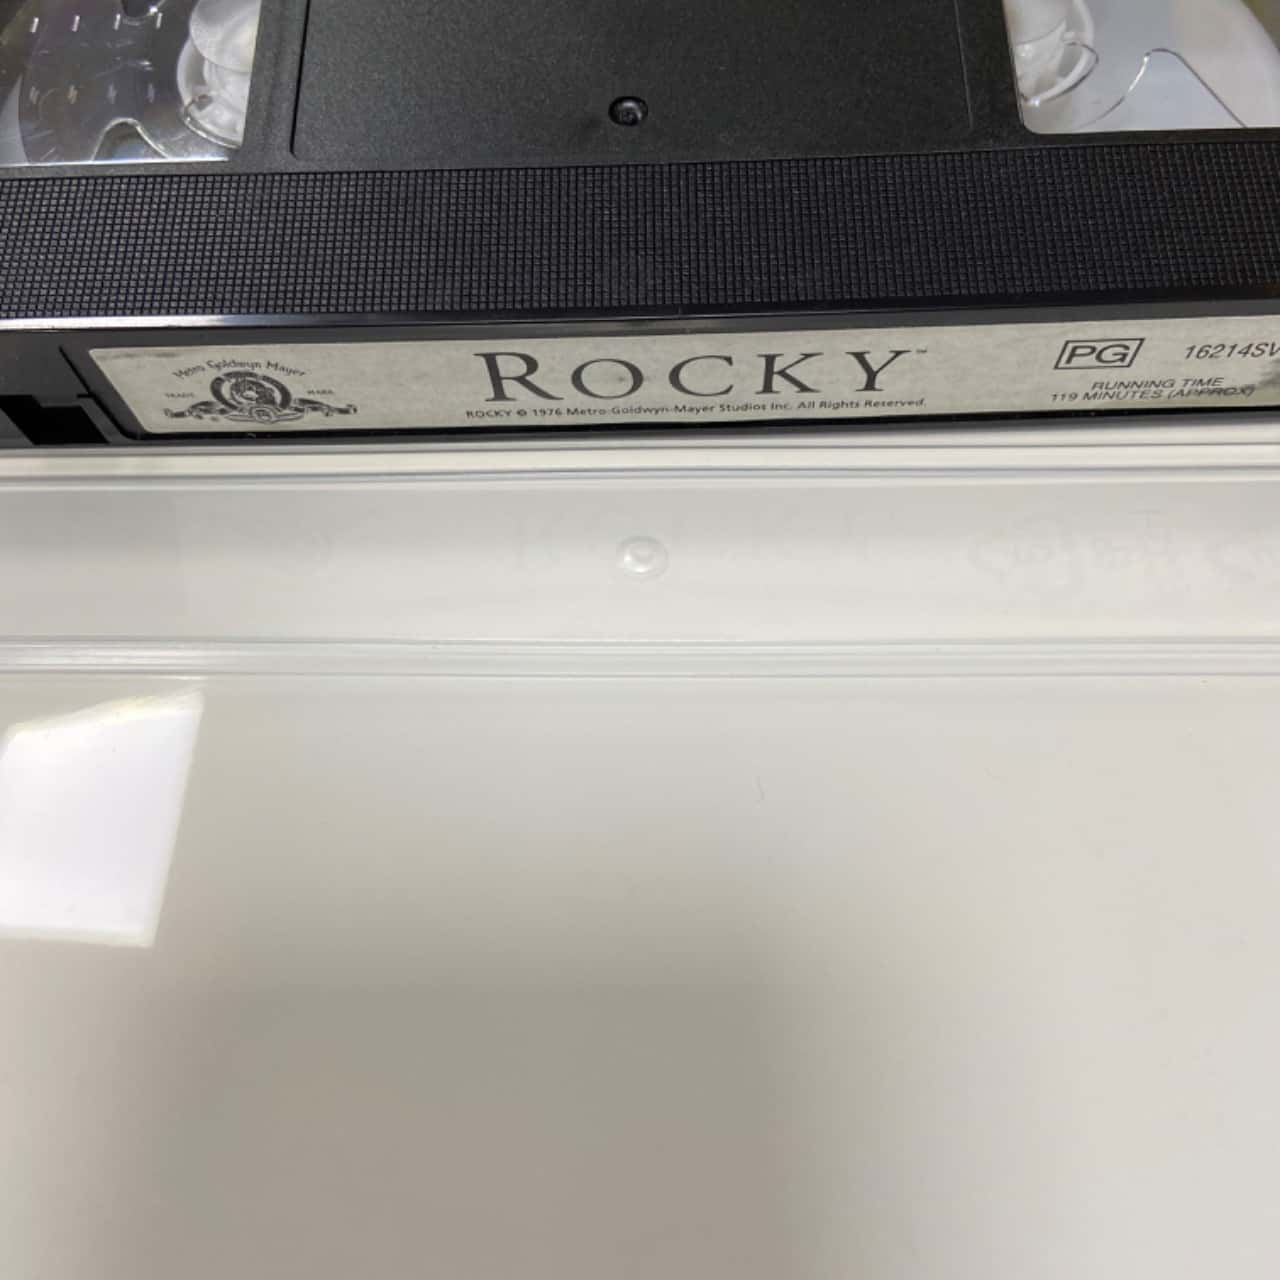 Metro Goldwyn Mayer
TRADE MARK
ROCKY™
ROCKY © 1976 Metro-Goldwyn-Mayer Studios Inc. All Rights Reserved.
PG
16214SV
RUNNING TIME
119 MINUTES (APPROX)